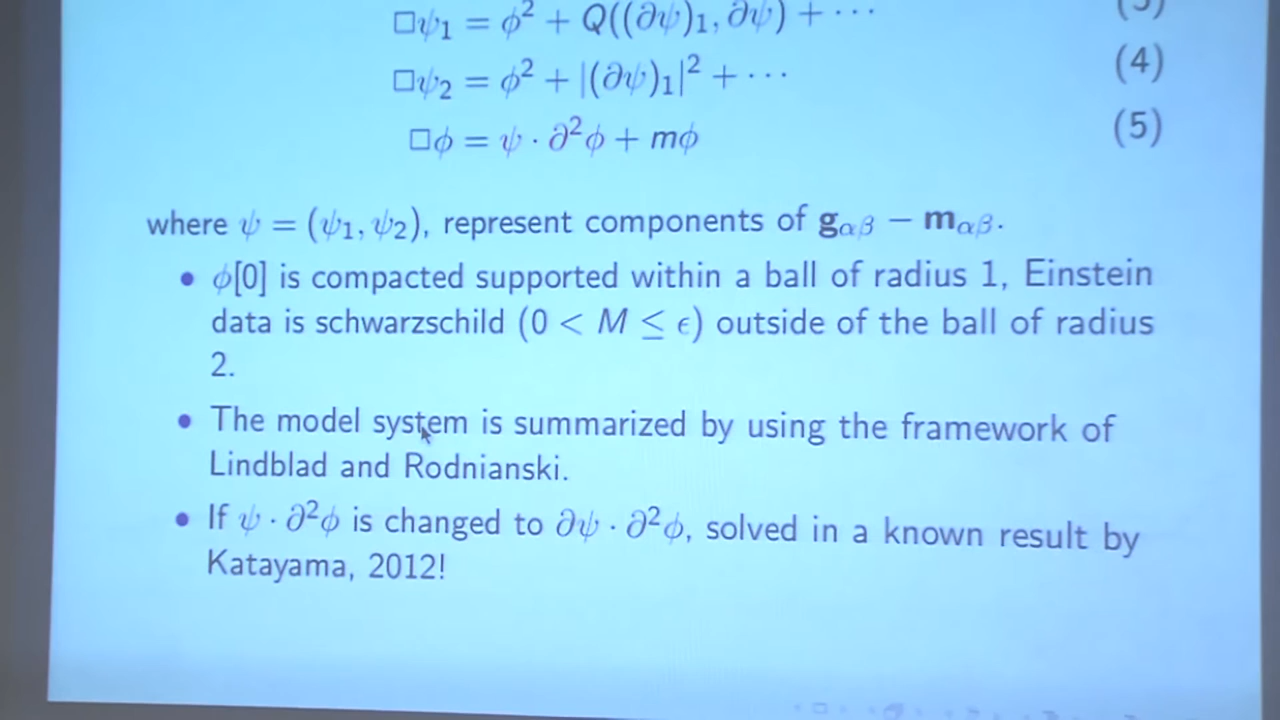 □ψ₁ = φ² + Q((∂ψ)₁, ∂ψ) + ··· (3)
□ψ₂ = φ² + |(∂ψ)₁|² + ··· (4)
□φ = ψ · ∂²φ + mφ (5)
where ψ = (ψ₁, ψ₂), represent components of g_αβ − m_αβ.
• φ[0] is compacted supported within a ball of radius 1, Einstein
data is schwarzschild (0 < M ≤ ϵ) outside of the ball of radius
2.
• The model system is summarized by using the framework of
Lindblad and Rodnianski.
• If ψ · ∂²φ is changed to ∂ψ · ∂²φ, solved in a known result by
Katayama, 2012!